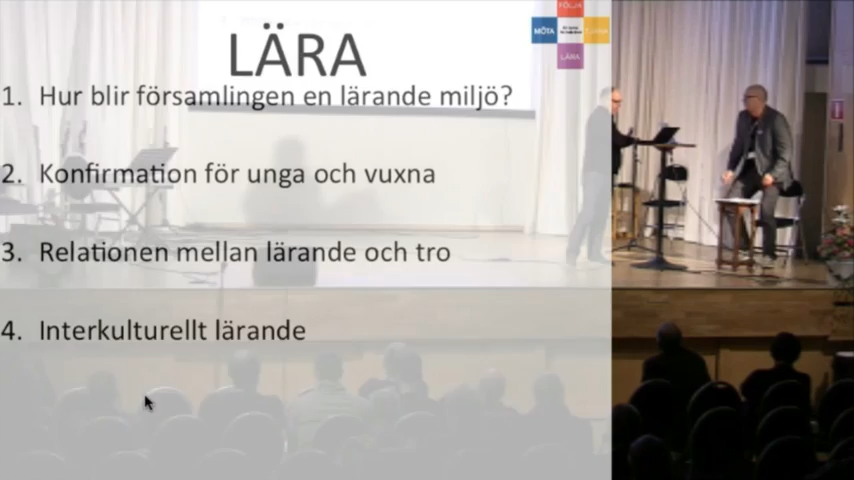 LÄRA
FÖLJA
MÖTA
LÄRA
1. Hur blir församlingen en lärande miljö?
2. Konfirmation för unga och vuxna
3. Relationen mellan lärande och tro
4. Interkulturellt lärande